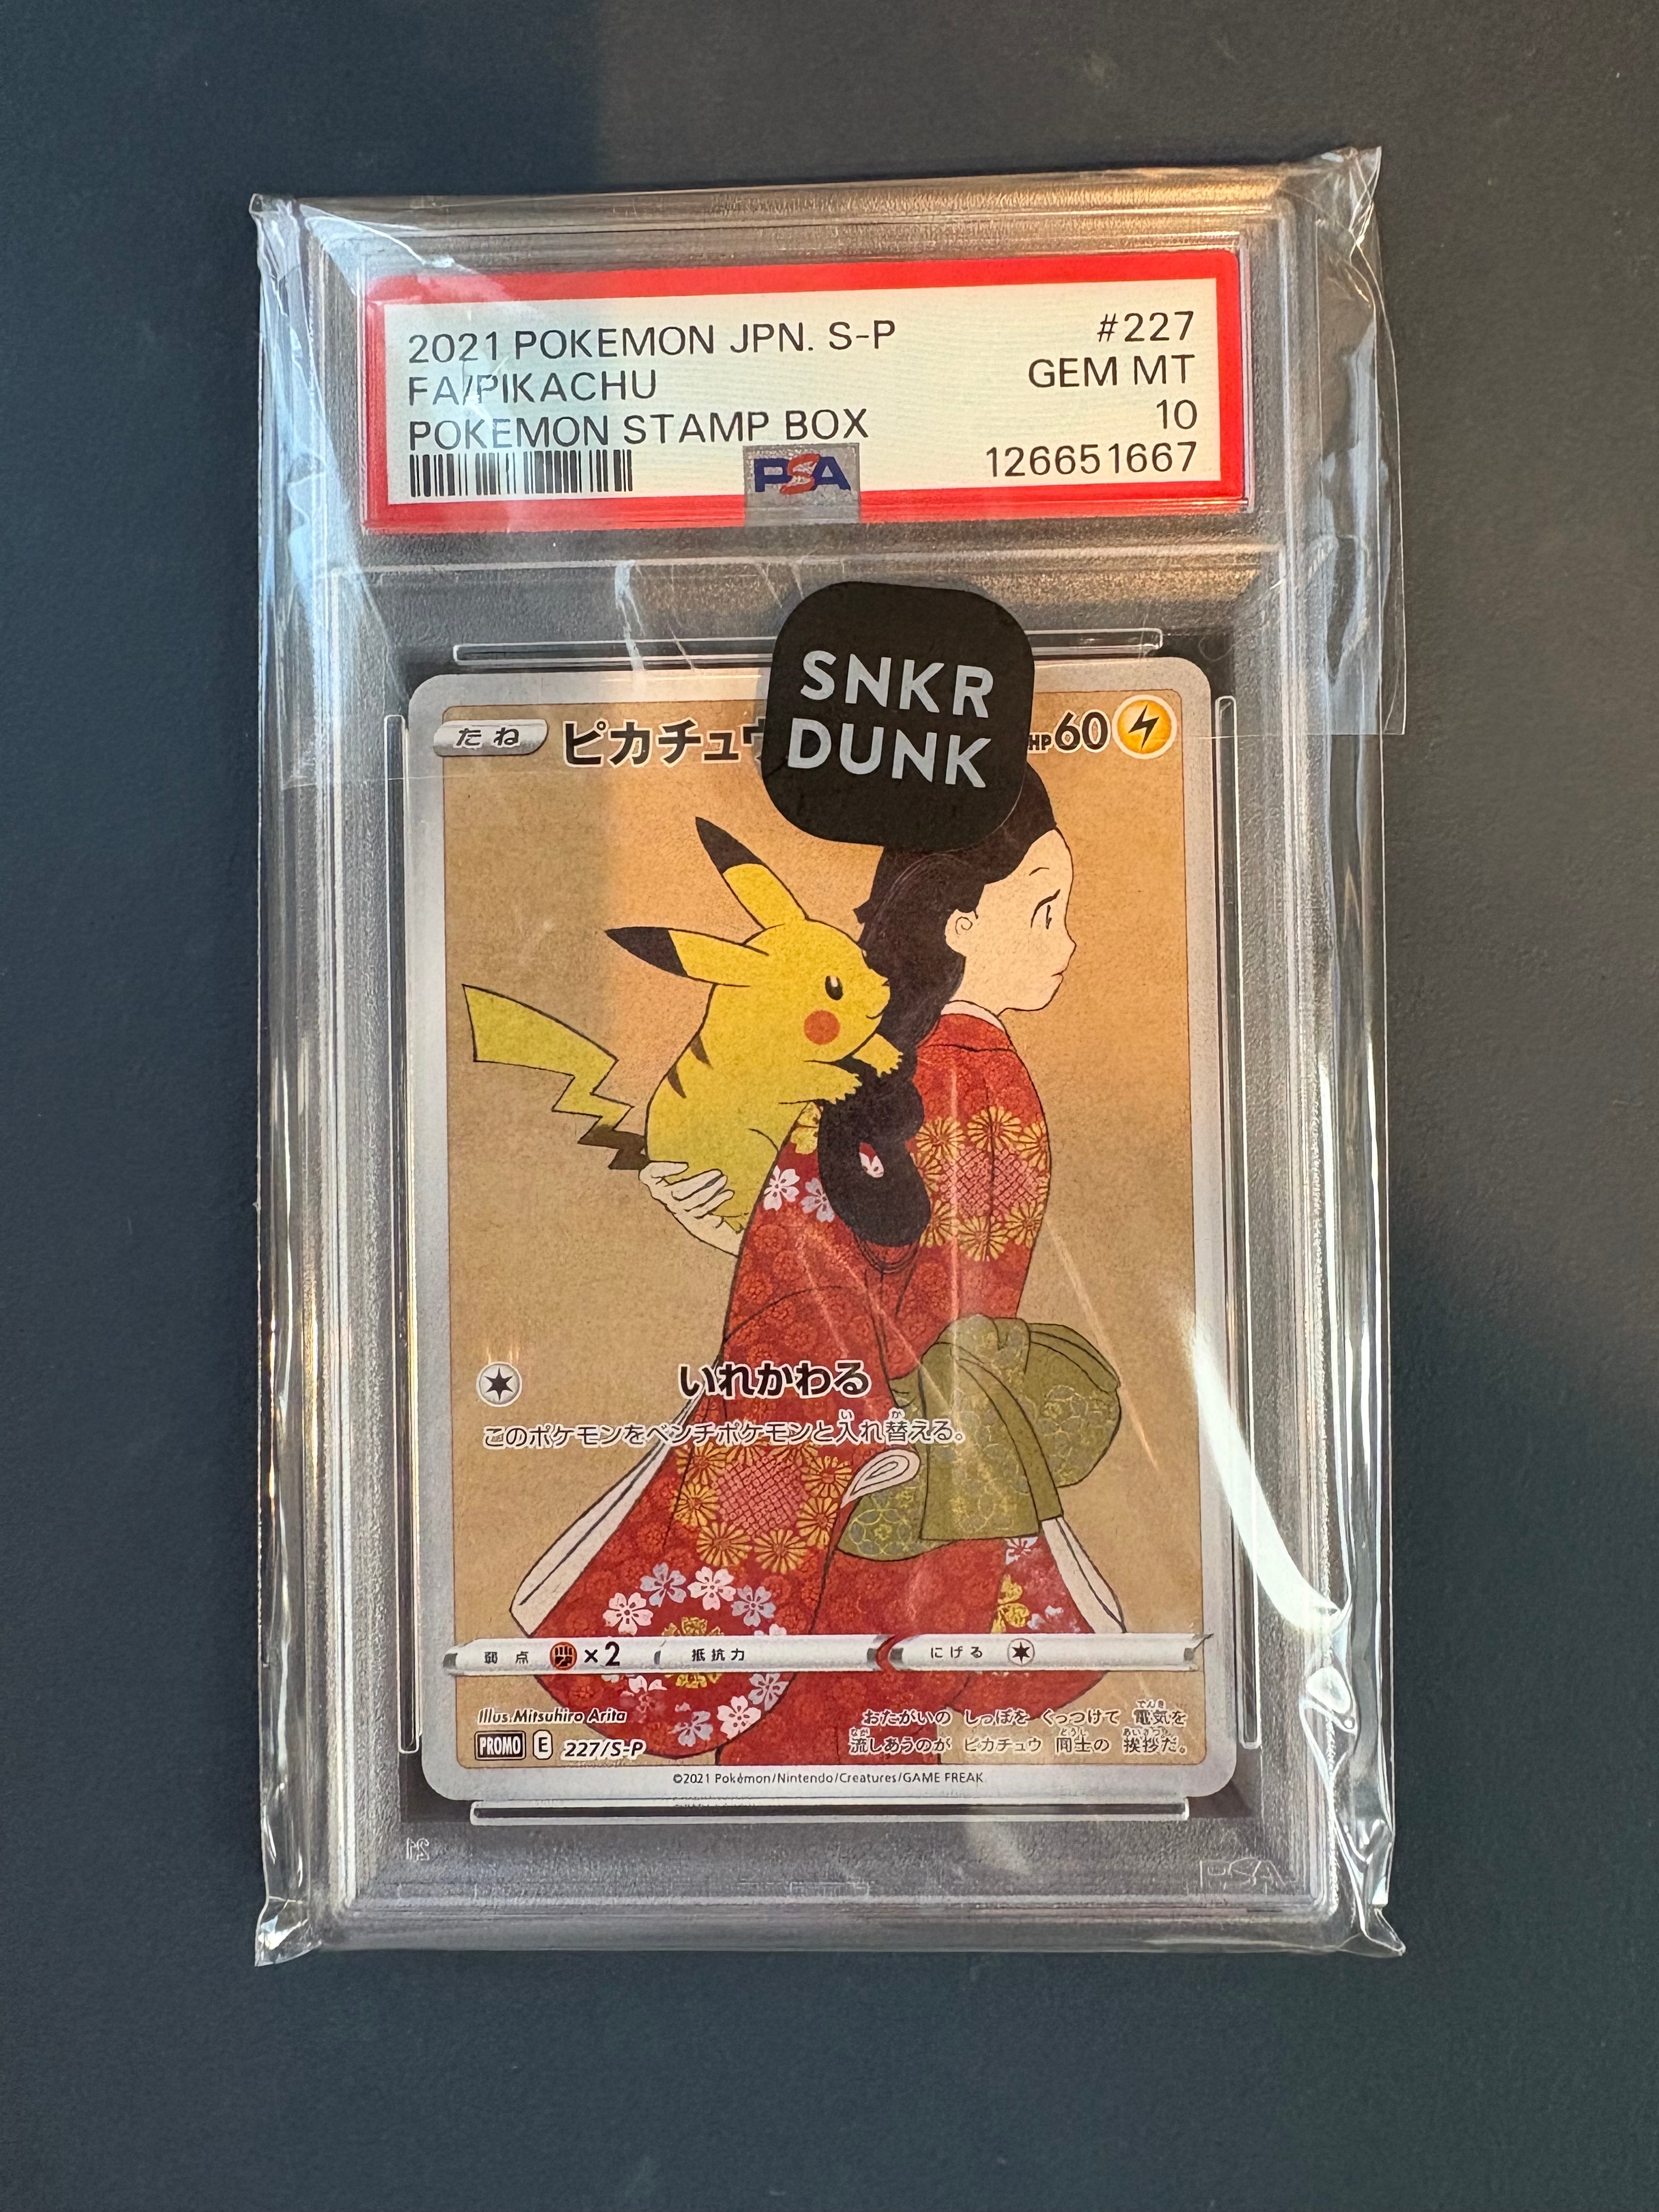 2021 POKEMON JPN. S-P #227
FA/PIKACHU GEM MT
POKEMON STAMP BOX 10
126651667
PSA
SNKR
DUNK
たね ピカチュウ HP60
いれかわる
このポケモンをベンチポケモンと入れ替える。
弱点 ×2 抵抗力 にげる
Illus. Mitsuhiro Arita
おたがいの しっぽを くっつけて 電気を
流しあうのが ピカチュウ 同士の 挨拶だ。
PROMO E 227/S-P
©2021 Pokémon/Nintendo/Creatures/GAME FREAK
PSA